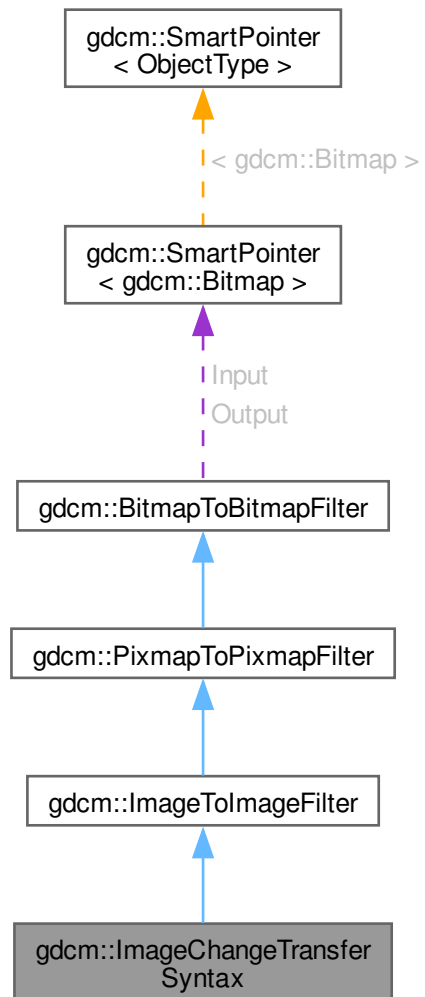 gdcm::SmartPointer
< ObjectType >
< gdcm::Bitmap >
gdcm::SmartPointer
< gdcm::Bitmap >
Input
Output
gdcm::BitmapToBitmapFilter
gdcm::PixmapToPixmapFilter
gdcm::ImageToImageFilter
gdcm::ImageChangeTransfer
Syntax